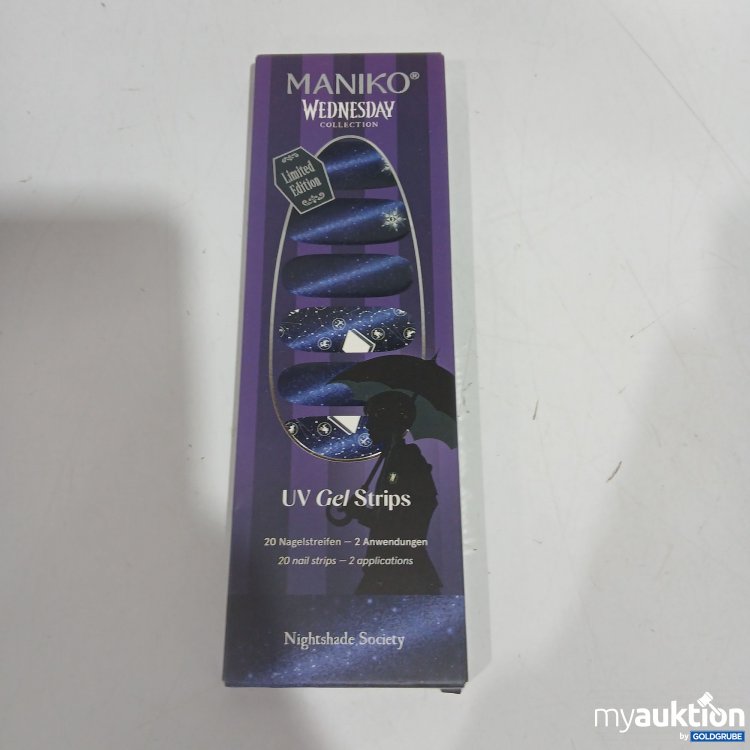 MANIKO®
WEDNESDAY
COLLECTION
Limited
Edition
UV Gel Strips
20 Nagelstreifen – 2 Anwendungen
20 nail strips – 2 applications
Nightshade Society
myauktion
by GOLDGRUBE